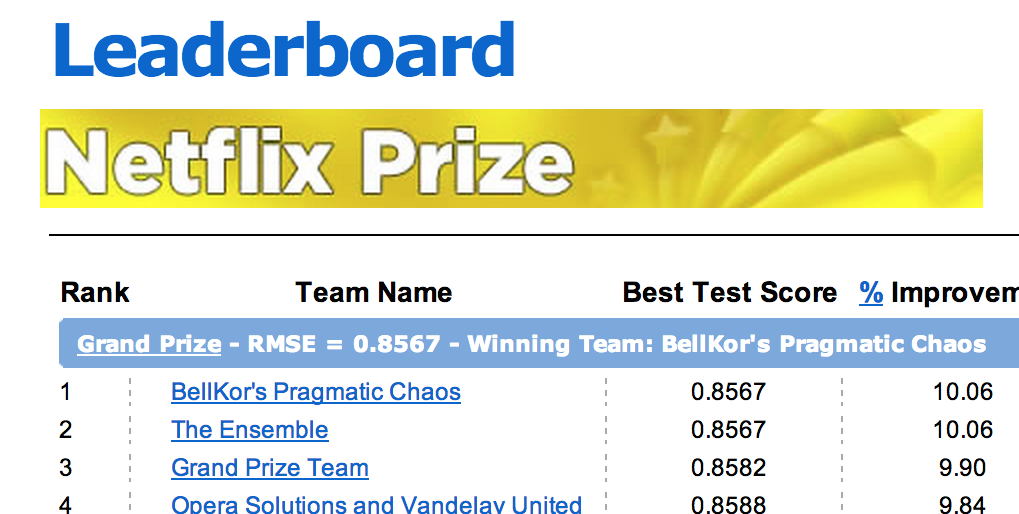 Leaderboard
Netflix Prize
Rank Team Name Best Test Score % Improvem
Grand Prize - RMSE = 0.8567 - Winning Team: BellKor's Pragmatic Chaos
1 BellKor's Pragmatic Chaos 0.8567 10.06
2 The Ensemble 0.8567 10.06
3 Grand Prize Team 0.8582 9.90
4 Opera Solutions and Vandelay United 0.8588 9.84